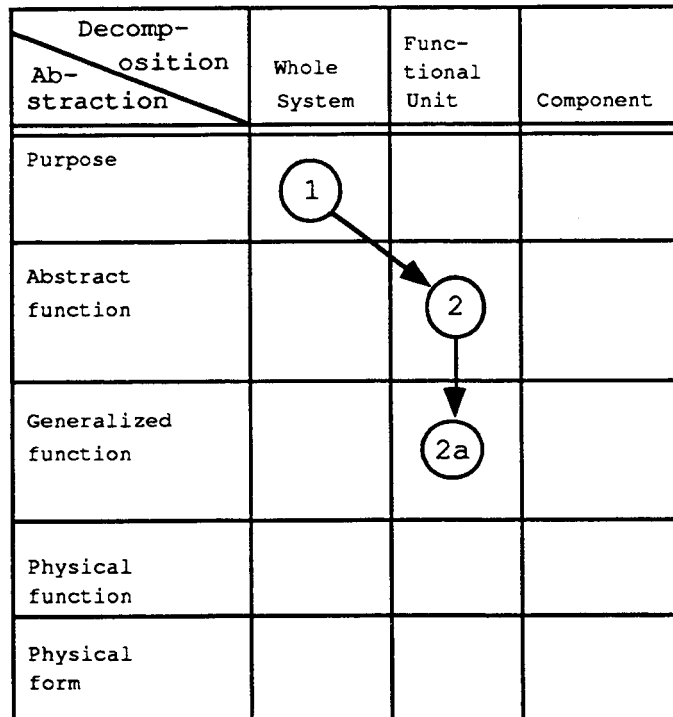 Decomp-
osition
Ab-
straction
Whole
System
Func-
tional
Unit
Component
Purpose
1
Abstract
function
2
Generalized
function
2a
Physical
function
Physical
form